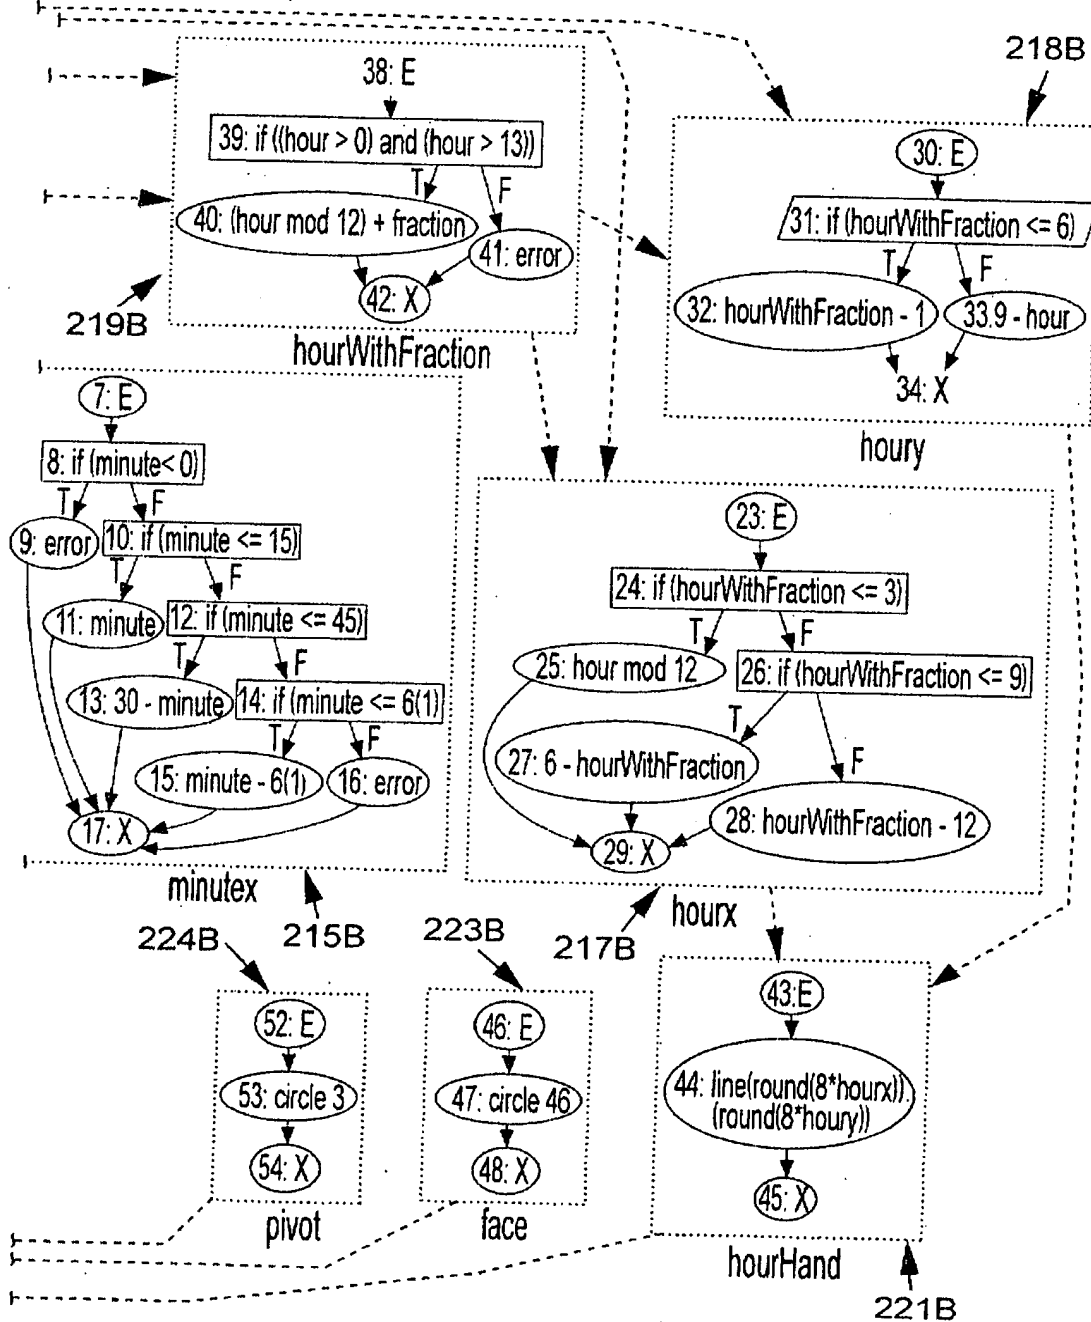 218B
38: E
39: if ((hour > 0) and (hour > 13))
T
F
40: (hour mod 12) + fraction
41: error
42: X
219B
hourWithFraction
30: E
31: if (hourWithFraction <= 6)
T
F
32: hourWithFraction - 1
33.9 - hour
34: X
houry
7: E
8: if (minute< 0)
T
F
9: error
10: if (minute <= 15)
T
F
11: minute
12: if (minute <= 45)
T
F
13: 30 - minute
14: if (minute <= 6(1)
T
F
15: minute - 6(1)
16: error
17: X
minutex
215B
23: E
24: if (hourWithFraction <= 3)
T
F
25: hour mod 12
26: if (hourWithFraction <= 9)
T
F
27: 6 - hourWithFraction
28: hourWithFraction - 12
29: X
hourx
217B
224B
52: E
53: circle 3
54: X
pivot
223B
46: E
47: circle 46
48: X
face
43:E
44: line(round(8*hourx)).
(round(8*houry))
45: X
hourHand
221B